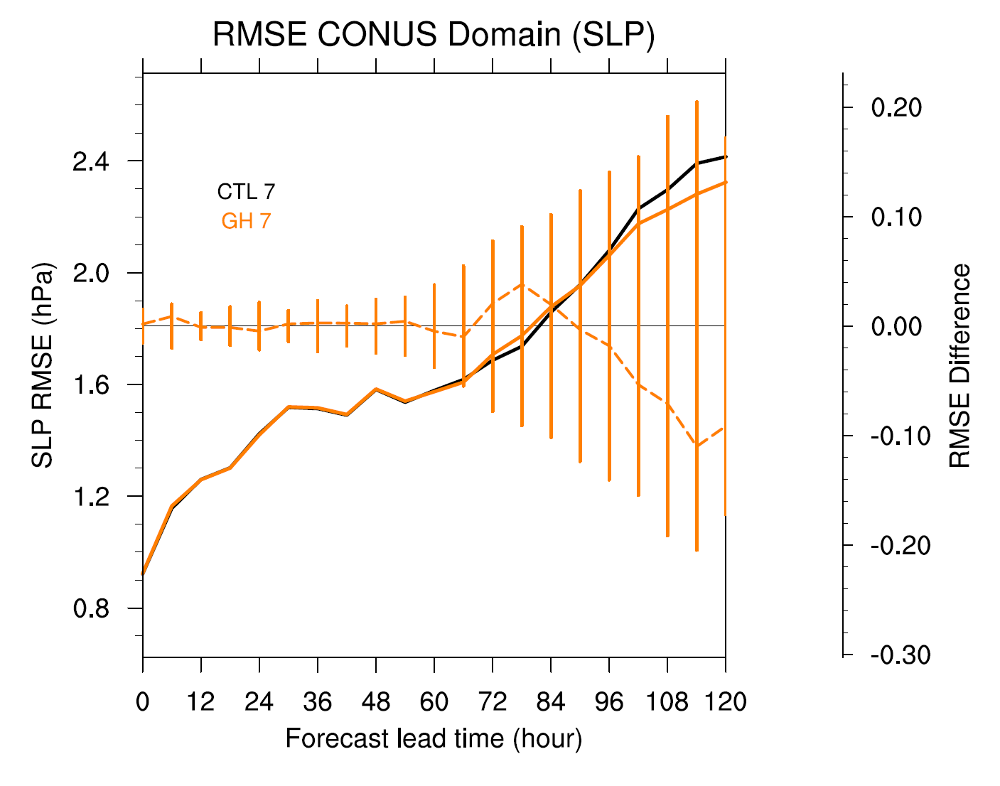 RMSE CONUS Domain (SLP)
CTL 7
GH 7
SLP RMSE (hPa)
2.4
2.0
1.6
1.2
0.8
0.20
0.10
0.00
-0.10
-0.20
-0.30
RMSE Difference
0 12 24 36 48 60 72 84 96 108 120
Forecast lead time (hour)